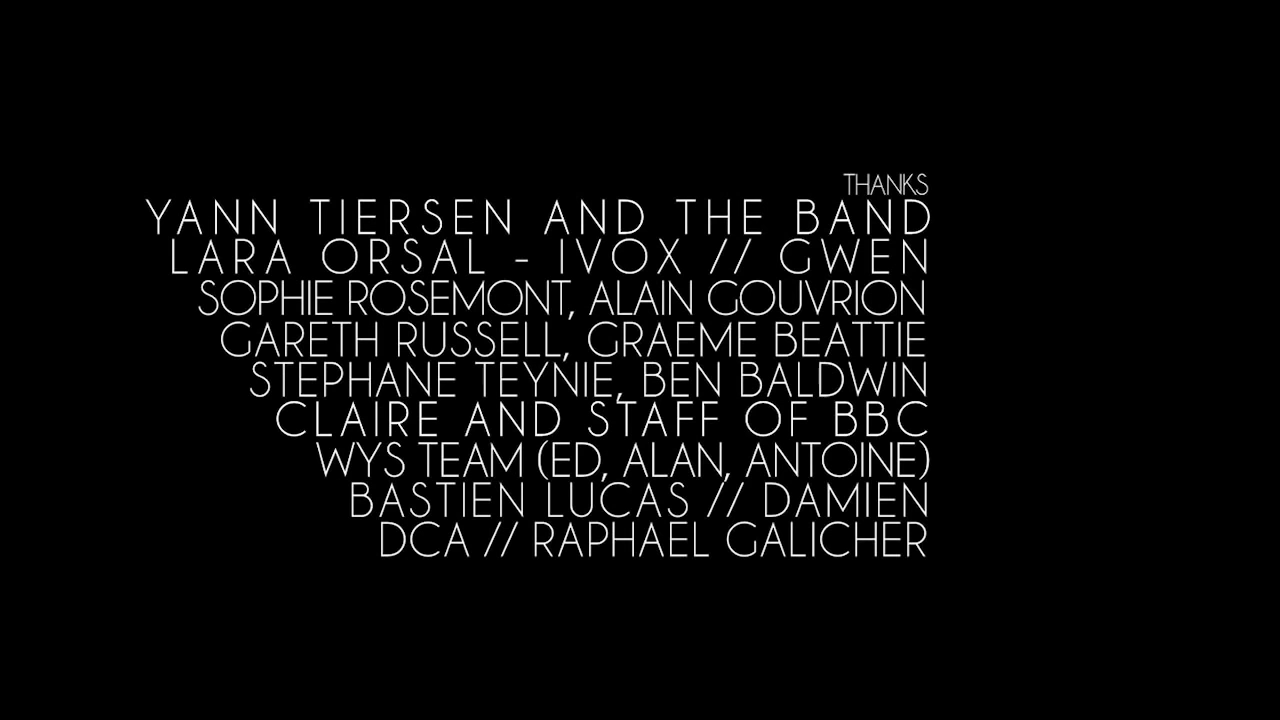 THANKS
YANN TIERSEN AND THE BAND
LARA ORSAL - IVOX // GWEN
SOPHIE ROSEMONT, ALAIN GOUVRION
GARETH RUSSELL, GRAEME BEATTIE
STEPHANE TEYNIE, BEN BALDWIN
CLAIRE AND STAFF OF BBC
WYS TEAM (ED, ALAN, ANTOINE)
BASTIEN LUCAS // DAMIEN
DCA // RAPHAEL GALICHER